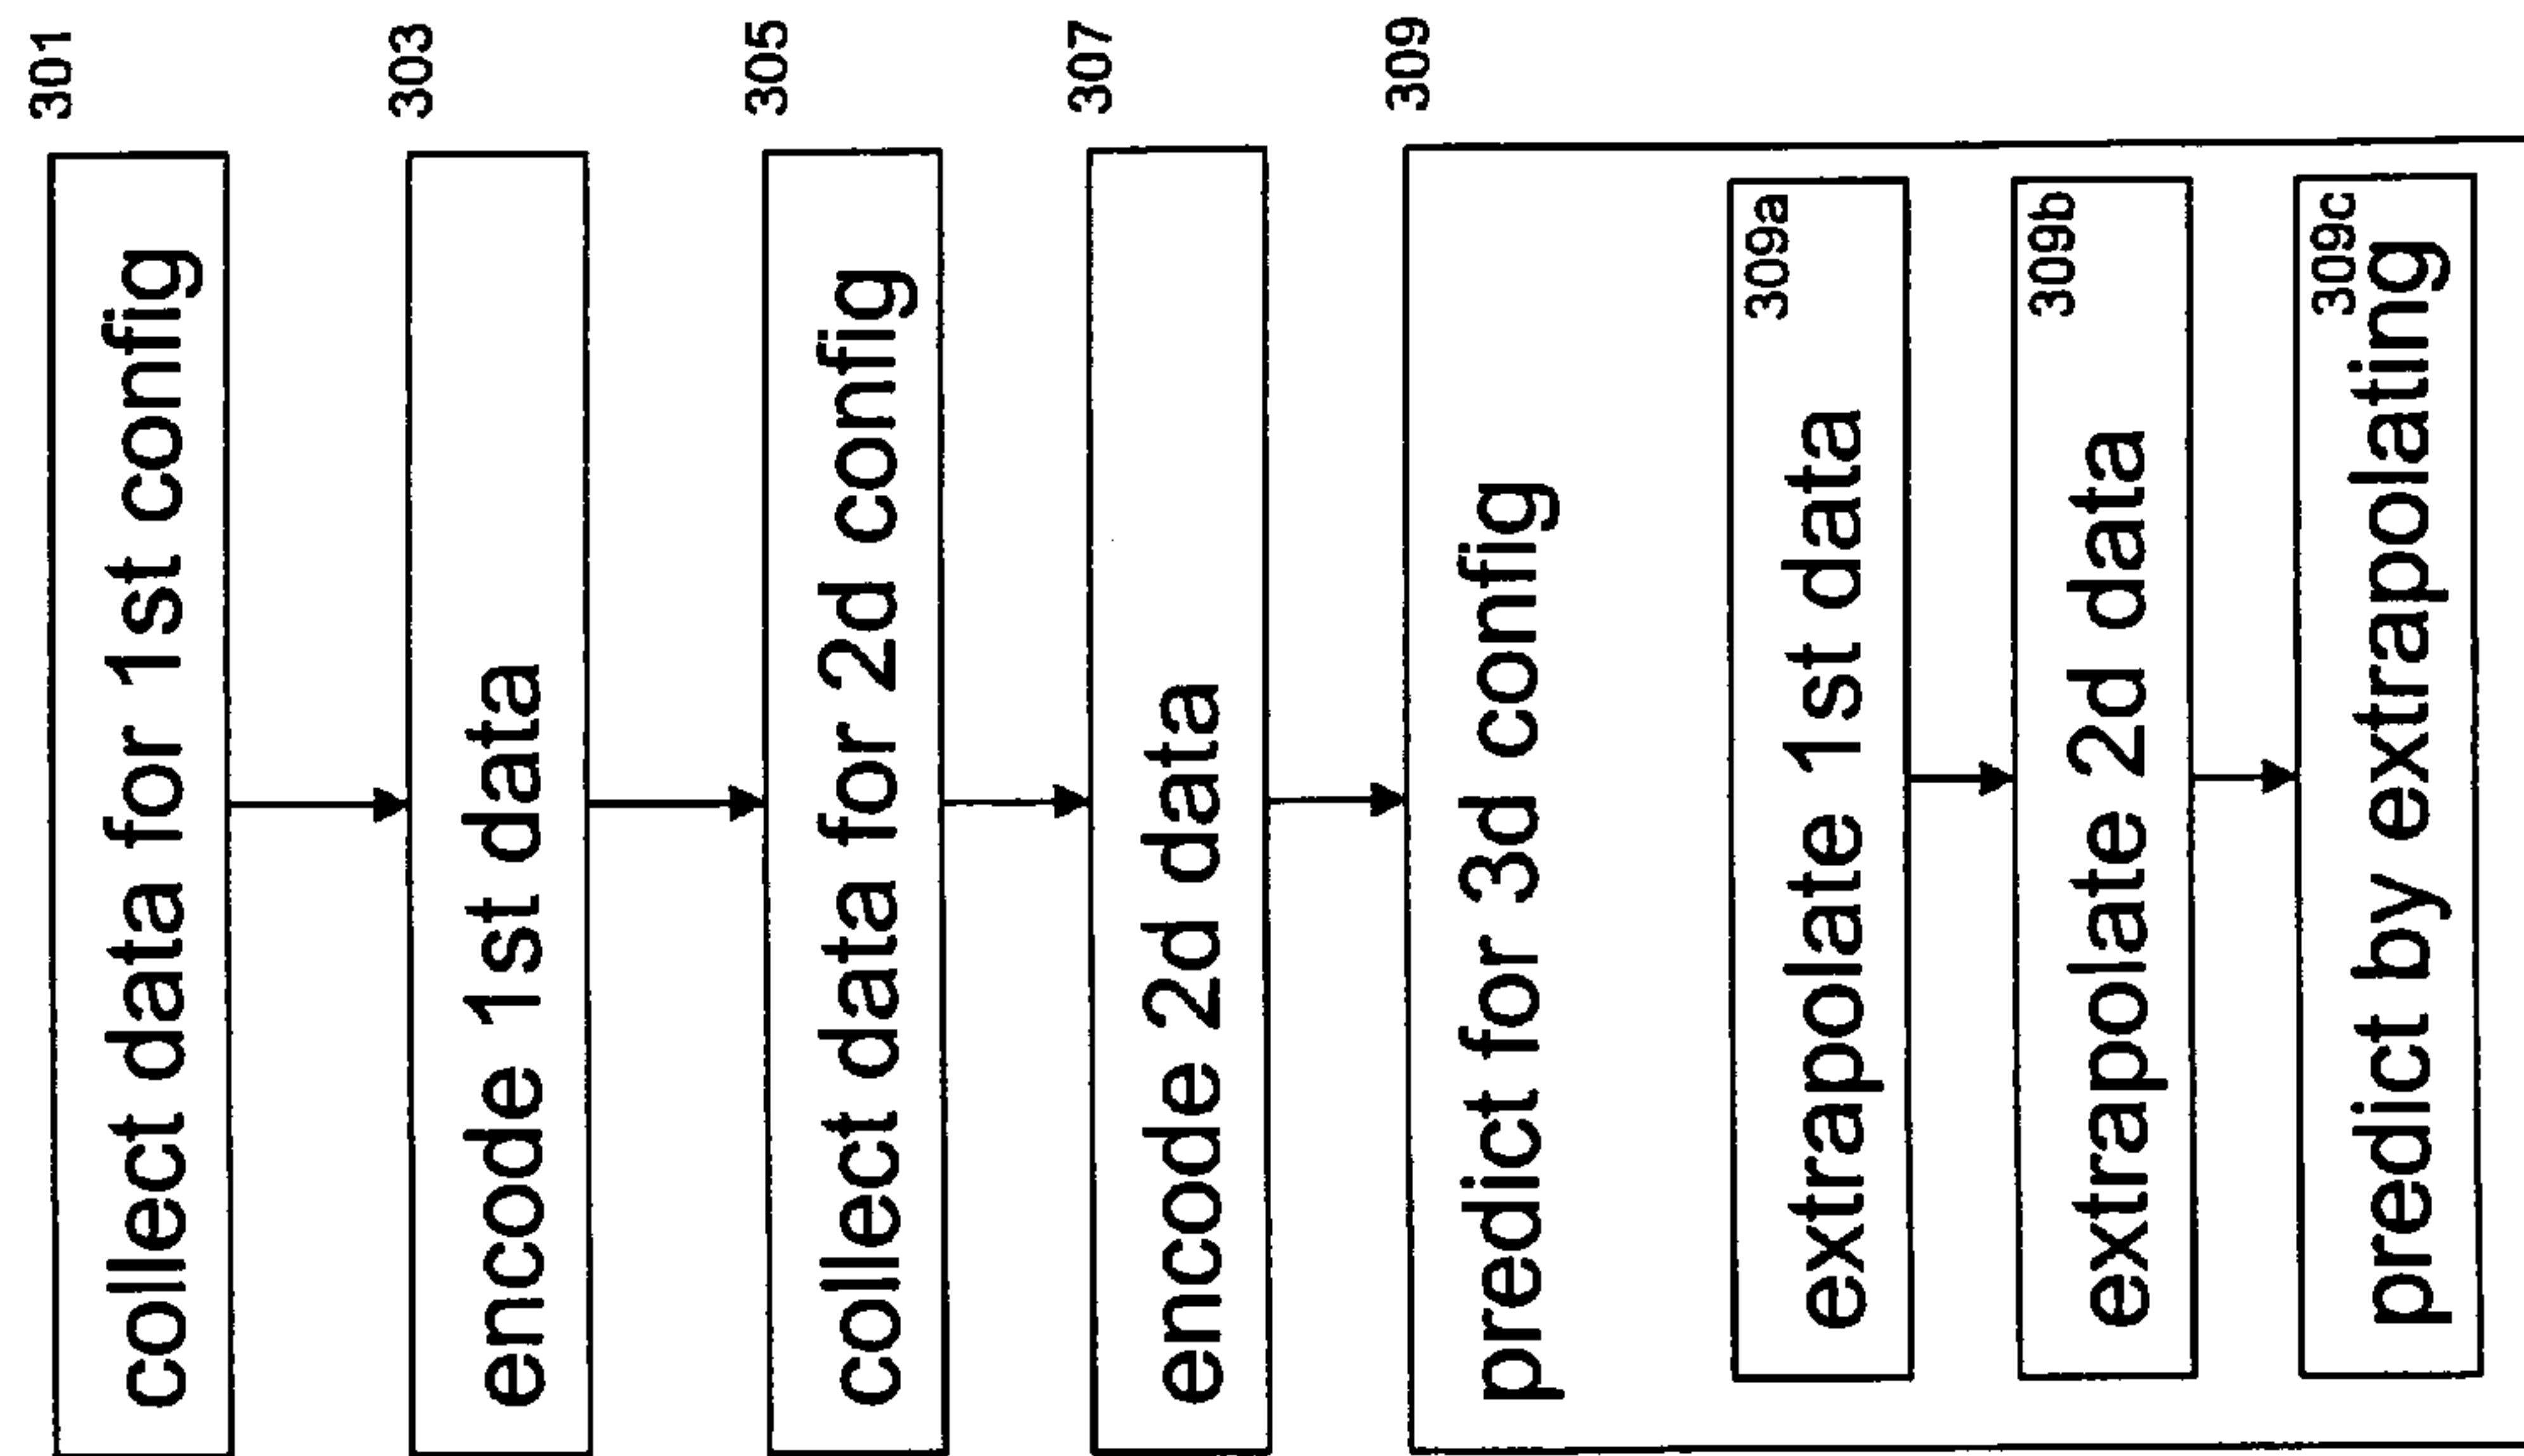 301
collect data for 1st config
303
encode 1st data
305
collect data for 2d config
307
encode 2d data
309
predict for 3d config
309a
extrapolate 1st data
309b
extrapolate 2d data
309c
predict by extrapolating